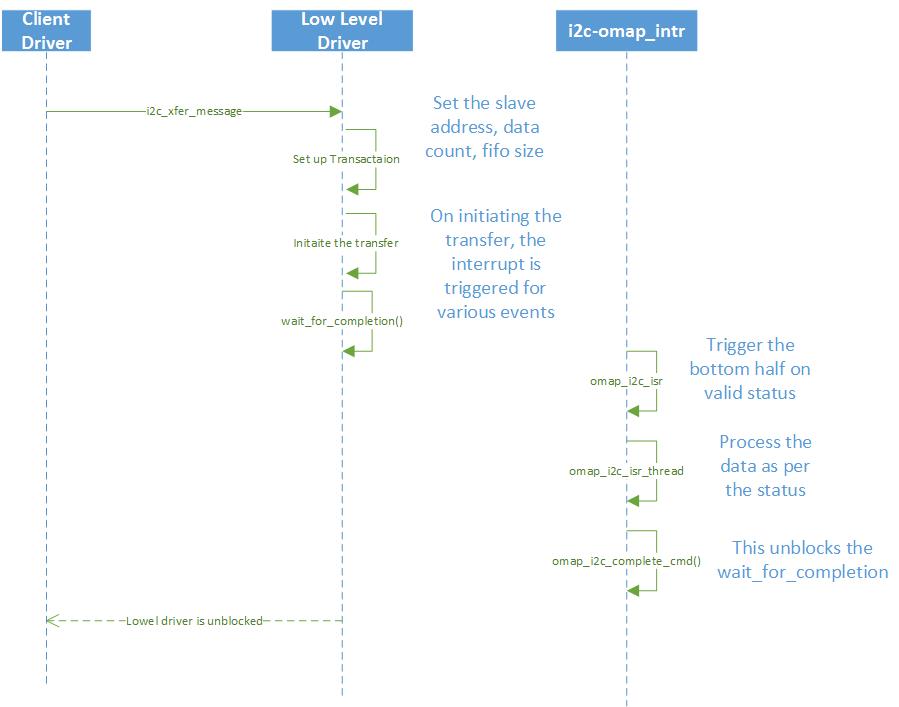 Client
Driver
Low Level
Driver
i2c-omap_intr
i2c_xfer_message
Set the slave
address, data
count, fifo size
Set up Transactaion
On initiating the
transfer, the
interrupt is
triggered for
various events
Initaite the transfer
wait_for_completion()
Trigger the
bottom half on
valid status
omap_i2c_isr
Process the
data as per
the status
omap_i2c_isr_thread
This unblocks the
wait_for_completion
omap_i2c_complete_cmd()
Lowel driver is unblocked